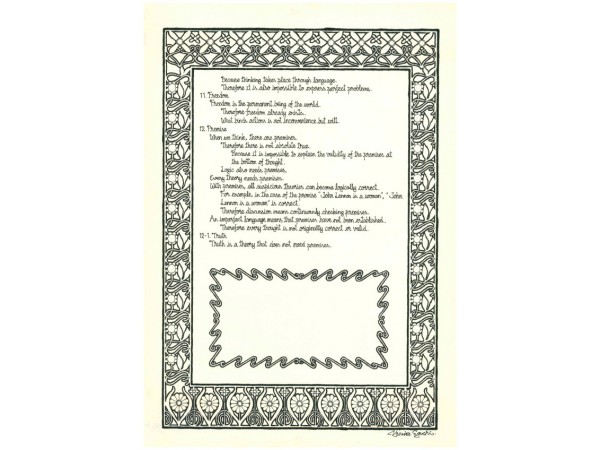 Because thinking takes place through language.
Therefore it is also impossible to express perfect problems.
11. Freedom
Freedom is the permanent being of the world.
Therefore freedom already exists.
What binds actions is not inconvenience but will.
12. Premise
When we think, there are premises.
Therefore there is not absolute true.
Because it is impossible to explain the validity of the premises at
the bottom of thought.
Logic also needs premises.
Every theory needs premises.
With premises, all suspicious theories can become logically correct.
For example, in the case of the premise "John Lennon is a woman", "John
Lennon is a woman" is correct.
Therefore discussion means continuously checking premises.
An imperfect language means that premises have not been established.
Therefore every thought is not originally correct or valid.
12-1. Truth
Truth is a theory that does not need premises.